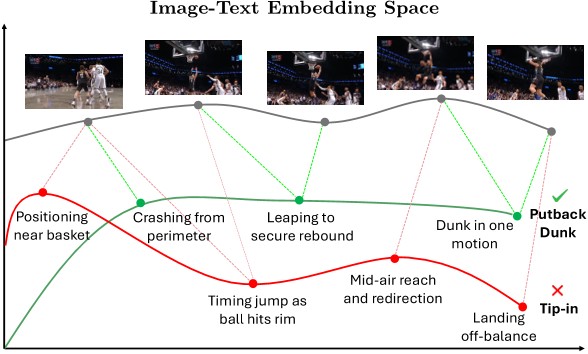 Image-Text Embedding Space
Positioning
near basket
Crashing from
perimeter
Leaping to
secure rebound
Dunk in one
motion
✓
Putback
Dunk
Timing jump as
ball hits rim
Mid-air reach
and redirection
✕
Tip-in
Landing
off-balance